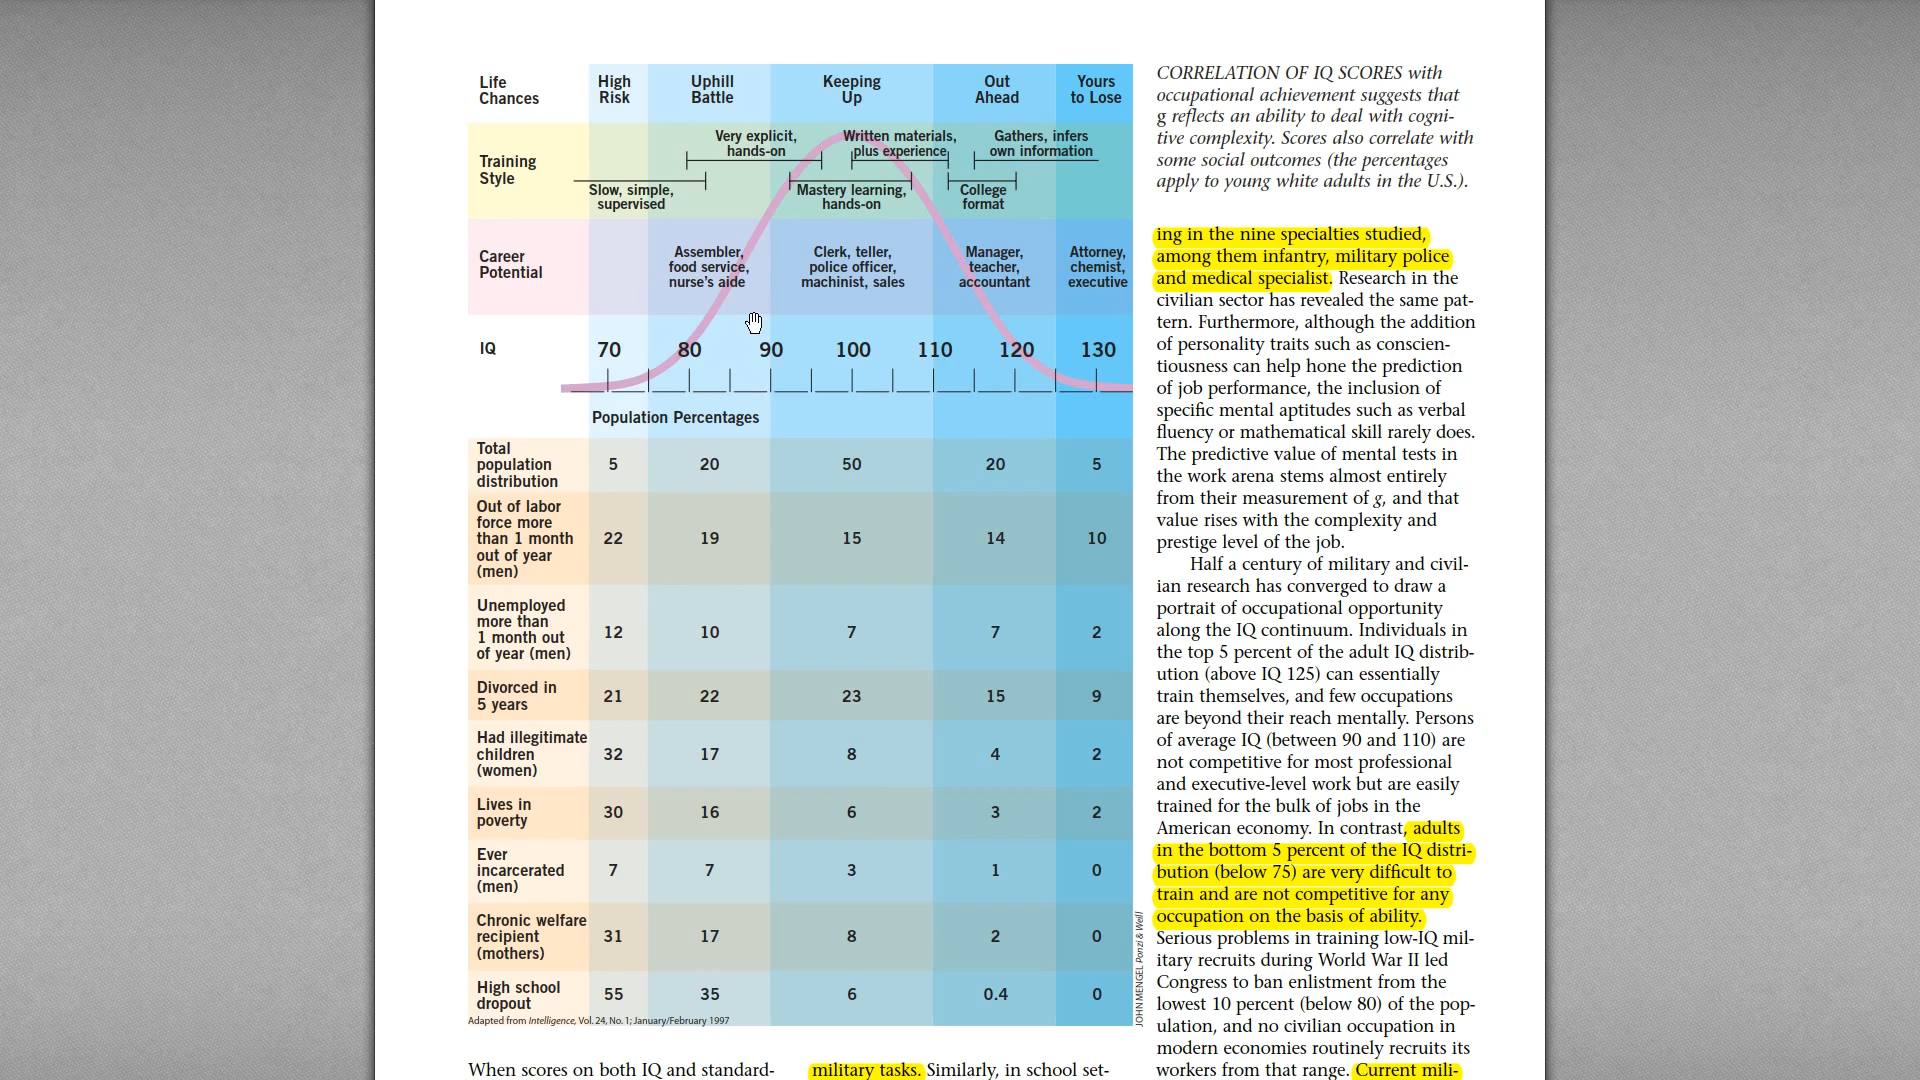 Life
Chances
High
Risk
Uphill
Battle
Keeping
Up
Out
Ahead
Yours
to Lose
Training
Style
Very explicit,
hands-on
Written materials,
plus experience
Gathers, infers
own information
Slow, simple,
supervised
Mastery learning,
hands-on
College
format
Career
Potential
Assembler,
food service,
nurse's aide
Clerk, teller,
police officer,
machinist, sales
Manager,
teacher,
accountant
Attorney,
chemist,
executive
IQ 70 80 90 100 110 120 130
Population Percentages
Total
population
distribution
5 20 50 20 5
Out of labor
force more
than 1 month
out of year
(men)
22 19 15 14 10
Unemployed
more than
1 month out
of year (men)
12 10 7 7 2
Divorced in
5 years
21 22 23 15 9
Had illegitimate
children
(women)
32 17 8 4 2
Lives in
poverty
30 16 6 3 2
Ever
incarcerated
(men)
7 7 3 1 0
Chronic welfare
recipient
(mothers)
31 17 8 2 0
High school
dropout
55 35 6 0.4 0
Adapted from Intelligence, Vol. 24, No. 1; January/February 1997
JOHN MENGEL Ponzi & Weill
When scores on both IQ and standard-
military tasks. Similarly, in school set-
CORRELATION OF IQ SCORES with
occupational achievement suggests that
g reflects an ability to deal with cogni-
tive complexity. Scores also correlate with
some social outcomes (the percentages
apply to young white adults in the U.S.).
ing in the nine specialties studied,
among them infantry, military police
and medical specialist. Research in the
civilian sector has revealed the same pat-
tern. Furthermore, although the addition
of personality traits such as conscien-
tiousness can help hone the prediction
of job performance, the inclusion of
specific mental aptitudes such as verbal
fluency or mathematical skill rarely does.
The predictive value of mental tests in
the work arena stems almost entirely
from their measurement of g, and that
value rises with the complexity and
prestige level of the job.
Half a century of military and civil-
ian research has converged to draw a
portrait of occupational opportunity
along the IQ continuum. Individuals in
the top 5 percent of the adult IQ distrib-
ution (above IQ 125) can essentially
train themselves, and few occupations
are beyond their reach mentally. Persons
of average IQ (between 90 and 110) are
not competitive for most professional
and executive-level work but are easily
trained for the bulk of jobs in the
American economy. In contrast, adults
in the bottom 5 percent of the IQ distri-
bution (below 75) are very difficult to
train and are not competitive for any
occupation on the basis of ability.
Serious problems in training low-IQ mil-
itary recruits during World War II led
Congress to ban enlistment from the
lowest 10 percent (below 80) of the pop-
ulation, and no civilian occupation in
modern economies routinely recruits its
workers from that range. Current mili-